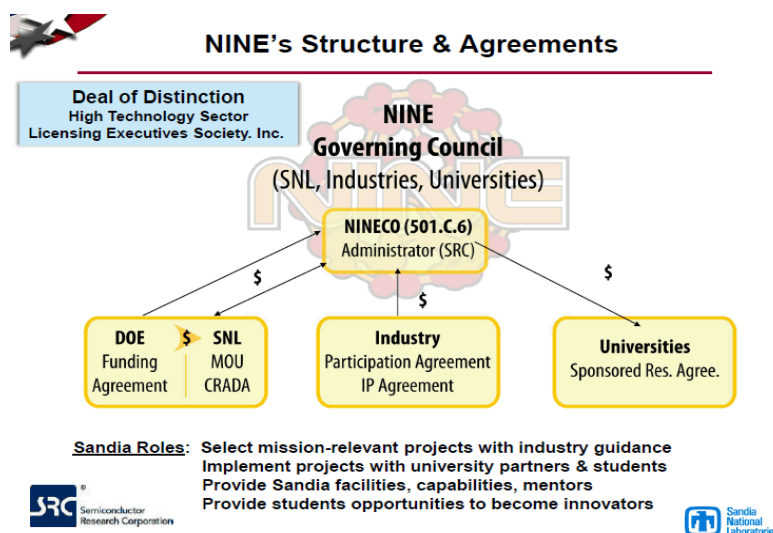 NINE's Structure & Agreements
Deal of Distinction
High Technology Sector
Licensing Executives Society. Inc.
NINE
Governing Council
(SNL, Industries, Universities)
NINE
NINECO (501.C.6)
Administrator (SRC)
$
$
$
DOE $ SNL
Funding MOU
Agreement CRADA
Industry
Participation Agreement
IP Agreement
Universities
Sponsored Res. Agree.
Sandia Roles: Select mission-relevant projects with industry guidance
Implement projects with university partners & students
Provide Sandia facilities, capabilities, mentors
Provide students opportunities to become innovators
SRC®
Semiconductor
Research Corporation
Sandia
National
Laboratories